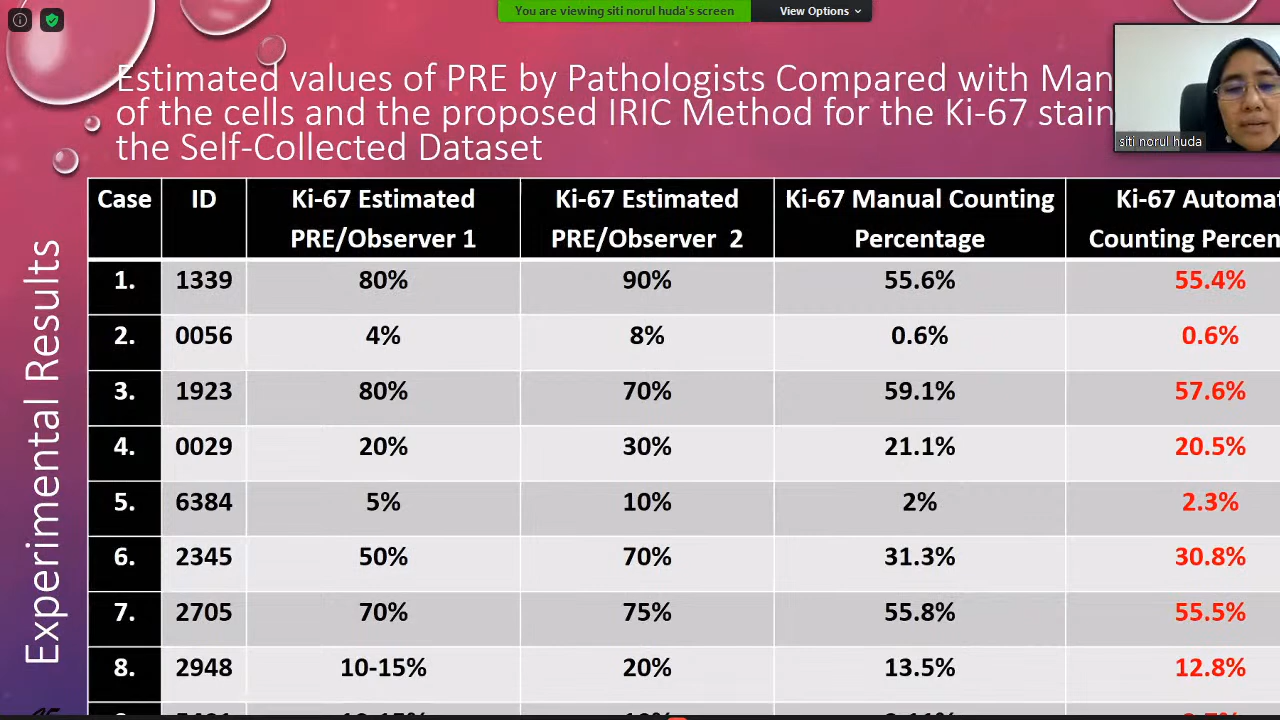 You are viewing siti norul huda's screen
View Options
Estimated values of PRE by Pathologists Compared with
of the cells and the proposed IRIC Method for the Ki-67
the Self-Collected Dataset
siti norul huda
Experimental Results
Case ID Ki-67 Estimated PRE/Observer 1 Ki-67 Estimated PRE/Observer 2 Ki-67 Manual Counting Percentage Ki-67 Counting
1. 1339 80% 90% 55.6% 55.4%
2. 0056 4% 8% 0.6% 0.6%
3. 1923 80% 70% 59.1% 57.6%
4. 0029 20% 30% 21.1% 20.5%
5. 6384 5% 10% 2% 2.3%
6. 2345 50% 70% 31.3% 30.8%
7. 2705 70% 75% 55.8% 55.5%
8. 2948 10-15% 20% 13.5% 12.8%